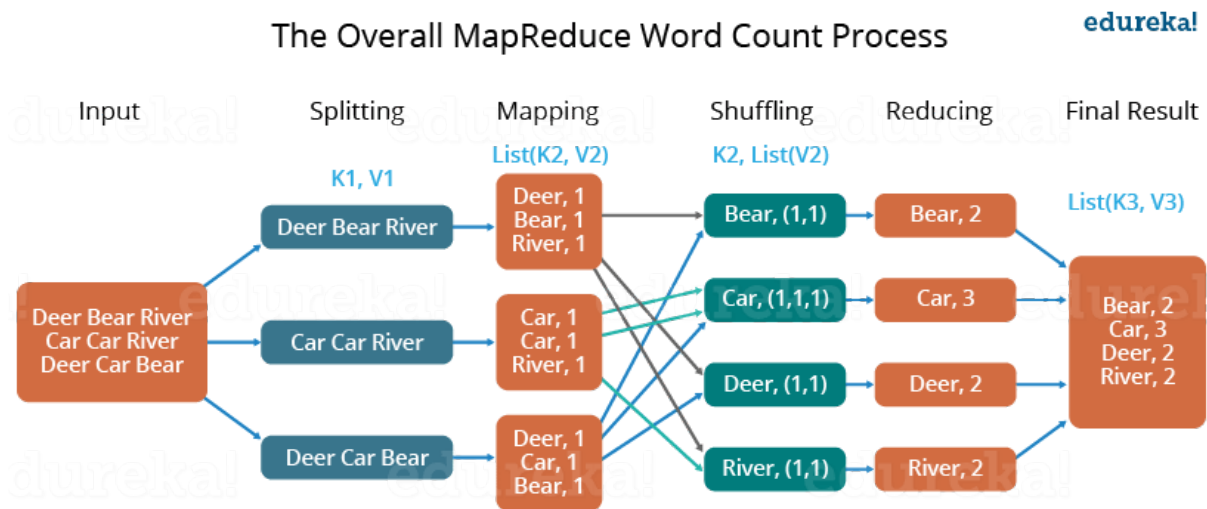 The Overall MapReduce Word Count Process
edureka!
Input
Splitting
Mapping
Shuffling
Reducing
Final Result
K1, V1
List(K2, V2)
K2, List(V2)
List(K3, V3)
Deer Bear River
Car Car River
Deer Car Bear
Deer Bear River
Car Car River
Deer Car Bear
Deer, 1
Bear, 1
River, 1
Car, 1
Car, 1
River, 1
Deer, 1
Car, 1
Bear, 1
Bear, (1,1)
Car, (1,1,1)
Deer, (1,1)
River, (1,1)
Bear, 2
Car, 3
Deer, 2
River, 2
Bear, 2
Car, 3
Deer, 2
River, 2